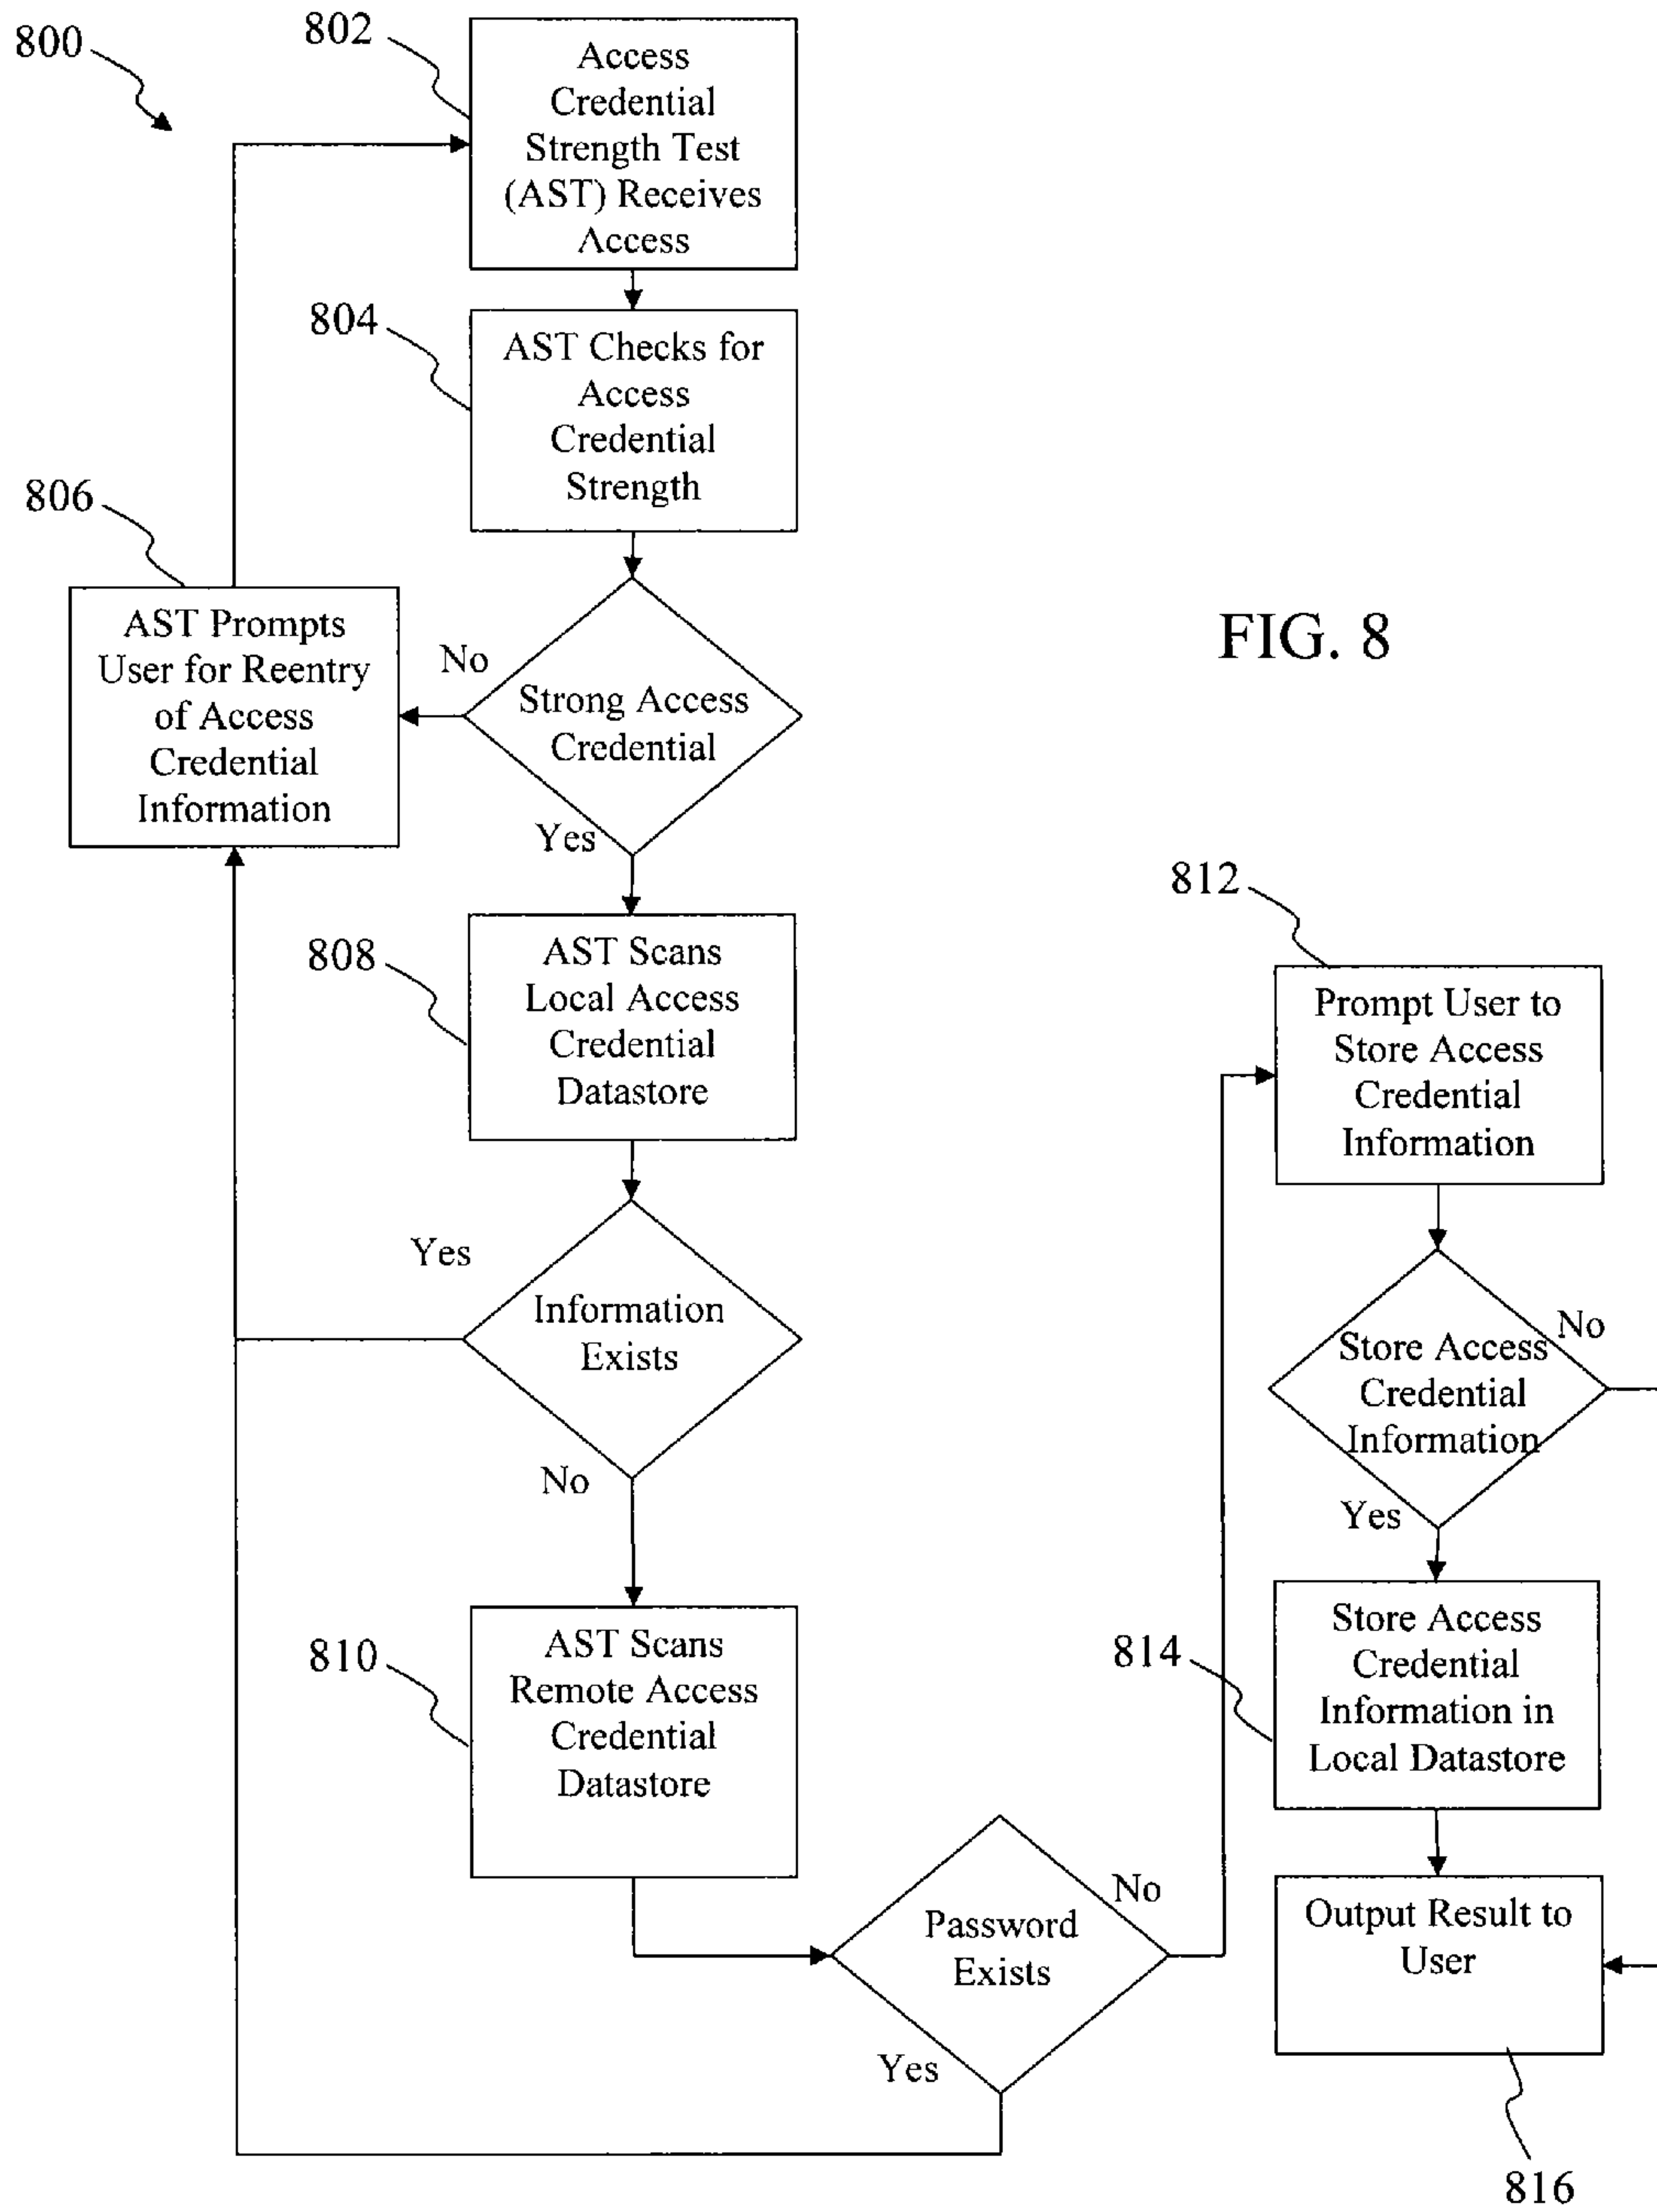 800
802
Access
Credential
Strength Test
(AST) Receives
Access
804
AST Checks for
Access
Credential
Strength
806
AST Prompts
User for Reentry
of Access
Credential
Information
No
Strong Access
Credential
Yes
FIG. 8
808
AST Scans
Local Access
Credential
Datastore
Yes
Information
Exists
No
810
AST Scans
Remote Access
Credential
Datastore
Password
Exists
No
Yes
812
Prompt User to
Store Access
Credential
Information
Store Access
Credential
Information
No
Yes
814
Store Access
Credential
Information in
Local Datastore
Output Result to
User
816